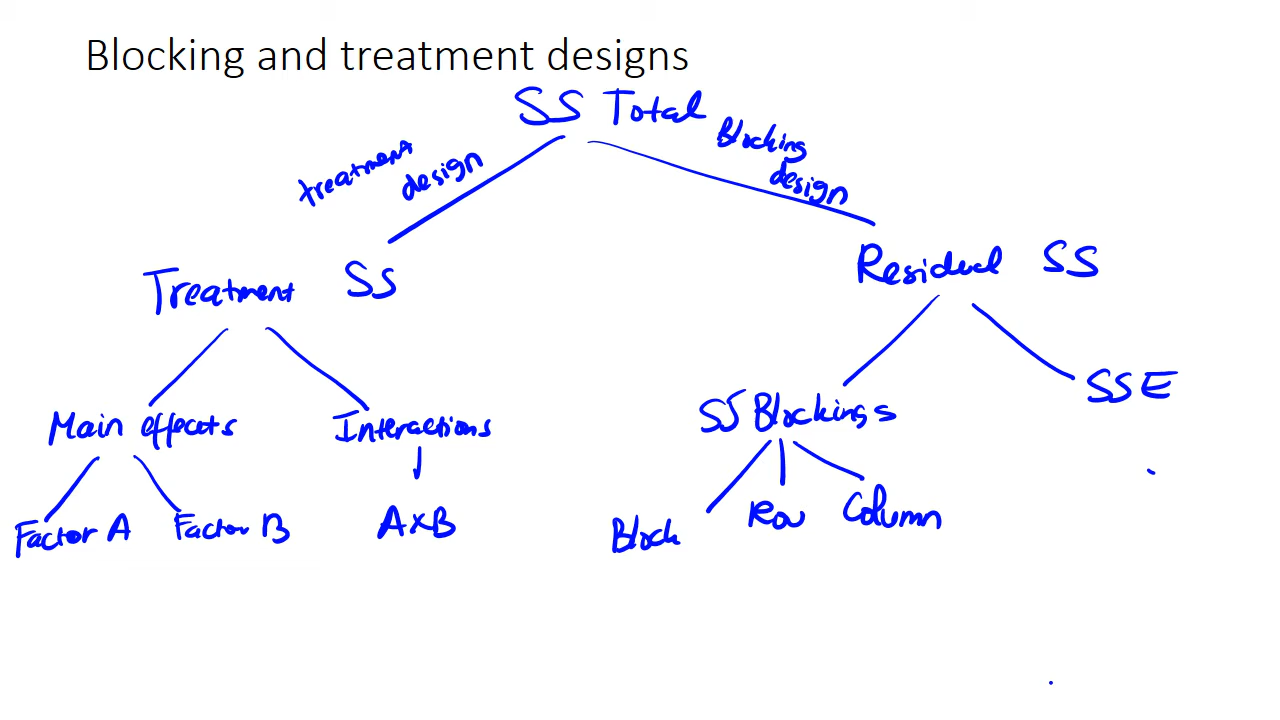 Blocking and treatment designs
SS Total
treatment design
Blocking design
Treatment SS
Residual SS
Main effects
Interactions
SS Blockings
SSE
Factor A
Factor B
A×B
Block
Row
Column